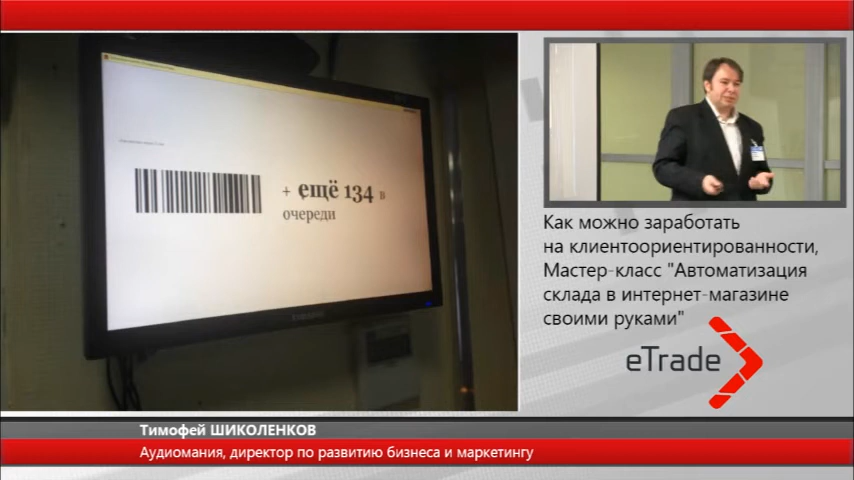 + ещё 134 в
очереди
Как можно заработать
на клиентоориентированности,
Мастер-класс "Автоматизация
склада в интернет-магазине
своими руками"
eTrade
Тимофей ШИКОЛЕНКОВ
Аудиомания, директор по развитию бизнеса и маркетингу